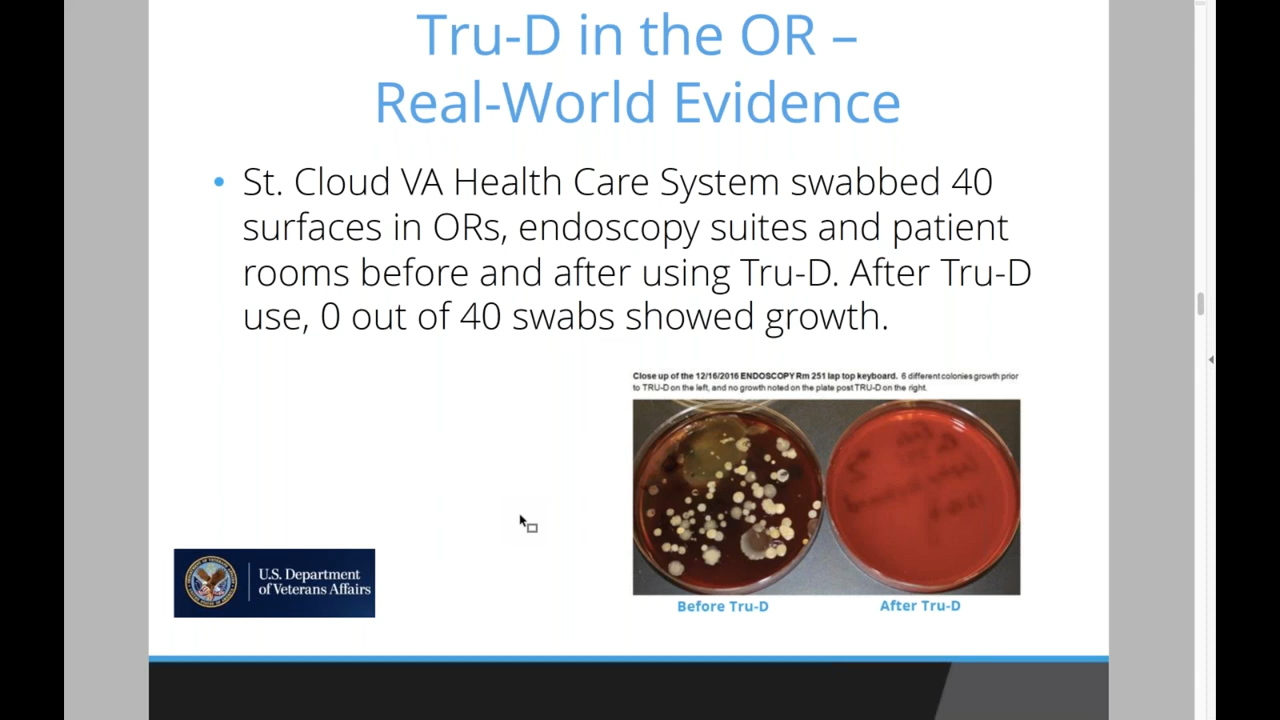 Tru-D in the OR –
Real-World Evidence
• St. Cloud VA Health Care System swabbed 40
surfaces in ORs, endoscopy suites and patient
rooms before and after using Tru-D. After Tru-D
use, 0 out of 40 swabs showed growth.
Close up of the 12/16/2016 ENDOSCOPY Rm 251 lap top keyboard. 6 different colonies growth prior
to TRU-D on the left, and no growth noted on the plate post TRU-D on the right.
Before Tru-D
After Tru-D
U.S. Department
of Veterans Affairs